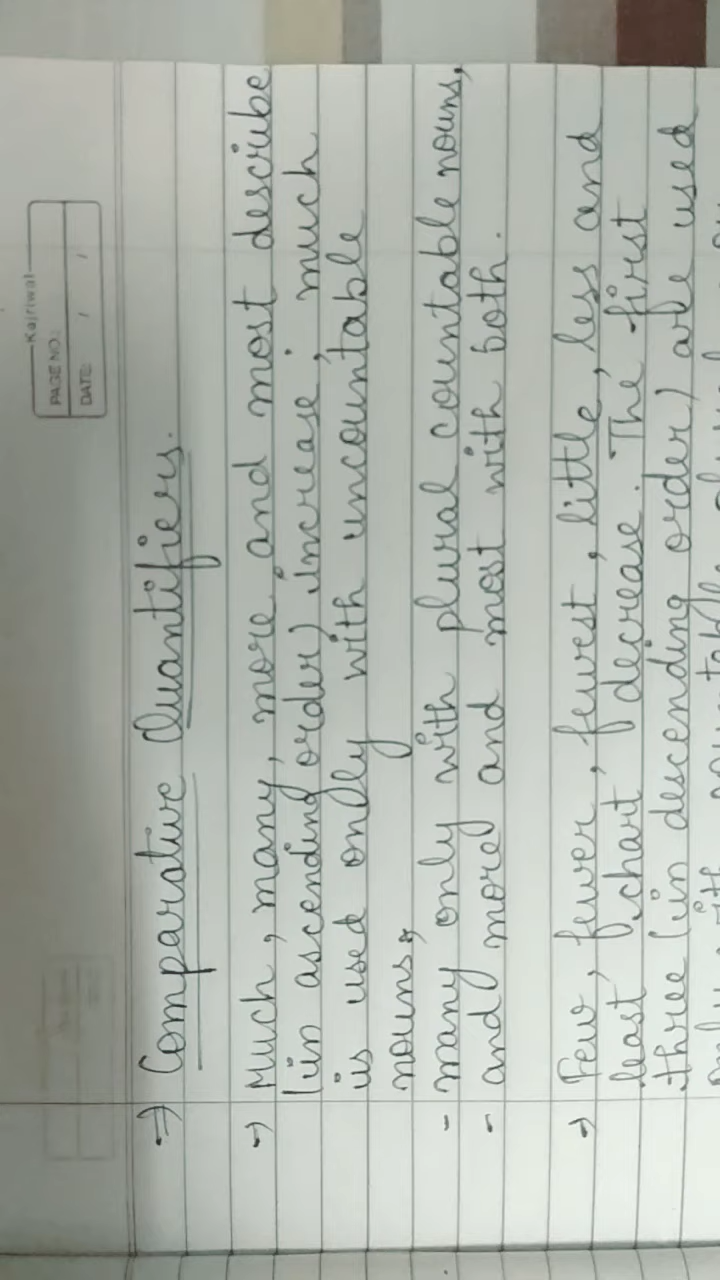 Kajriwal
PAGE NO.:
DATE: / /
⇒ Comparative Quantifiers.
→ Much, many, more and most describe
(in ascending order) increase; much
is used only with uncountable
nouns,
- many only with plural countable nouns,
- and more and most with both.
→ Few, fewer, fewest, little, less and
least chart decrease. The first
three (in descending order) are used
only with